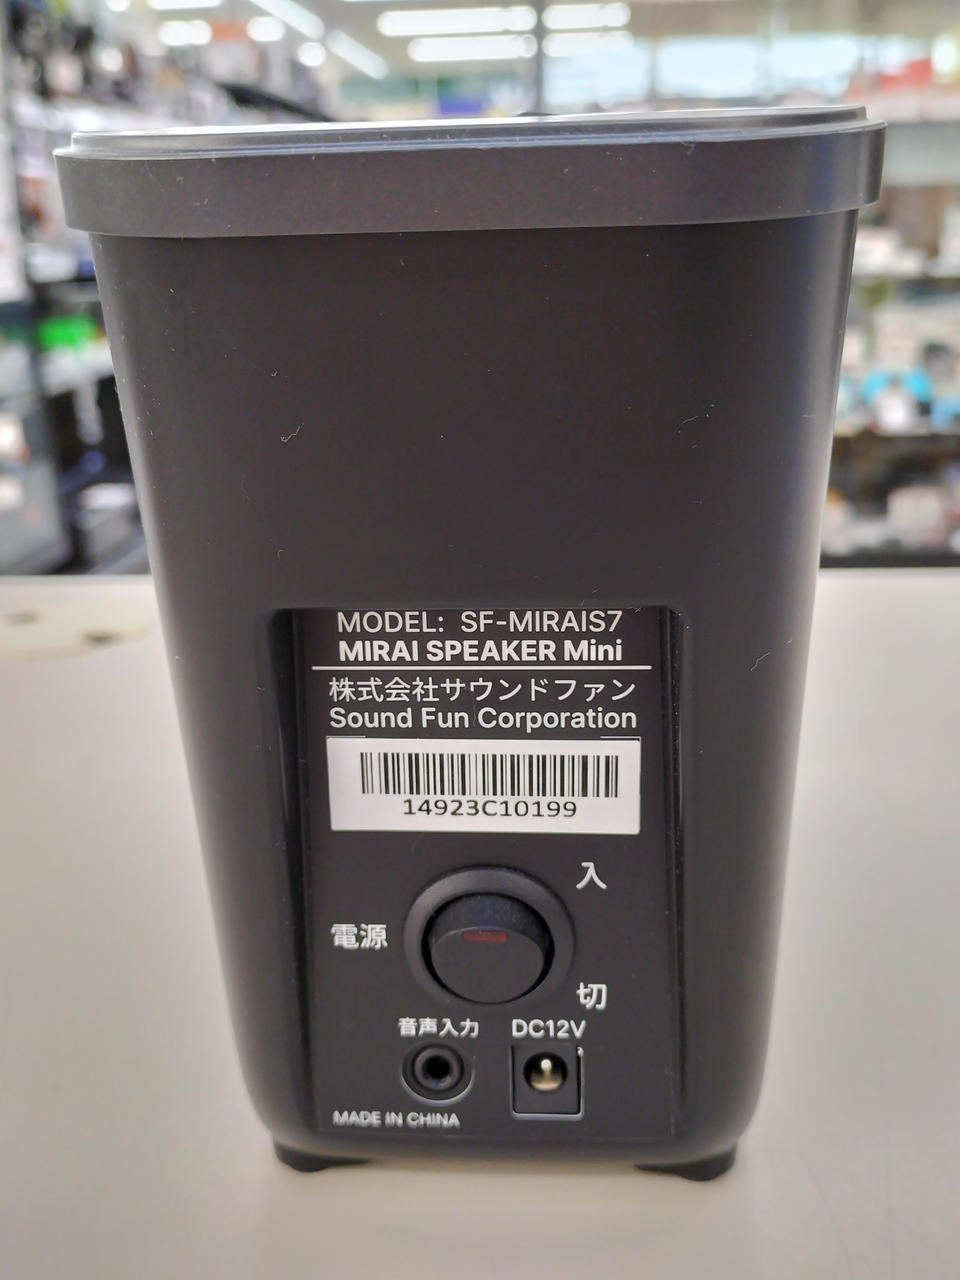 MODEL: SF-MIRAIS7
MIRAI SPEAKER Mini
株式会社サウンドファン
Sound Fun Corporation
14923C10199
入
電源
切
音声入力 DC12V
MADE IN CHINA